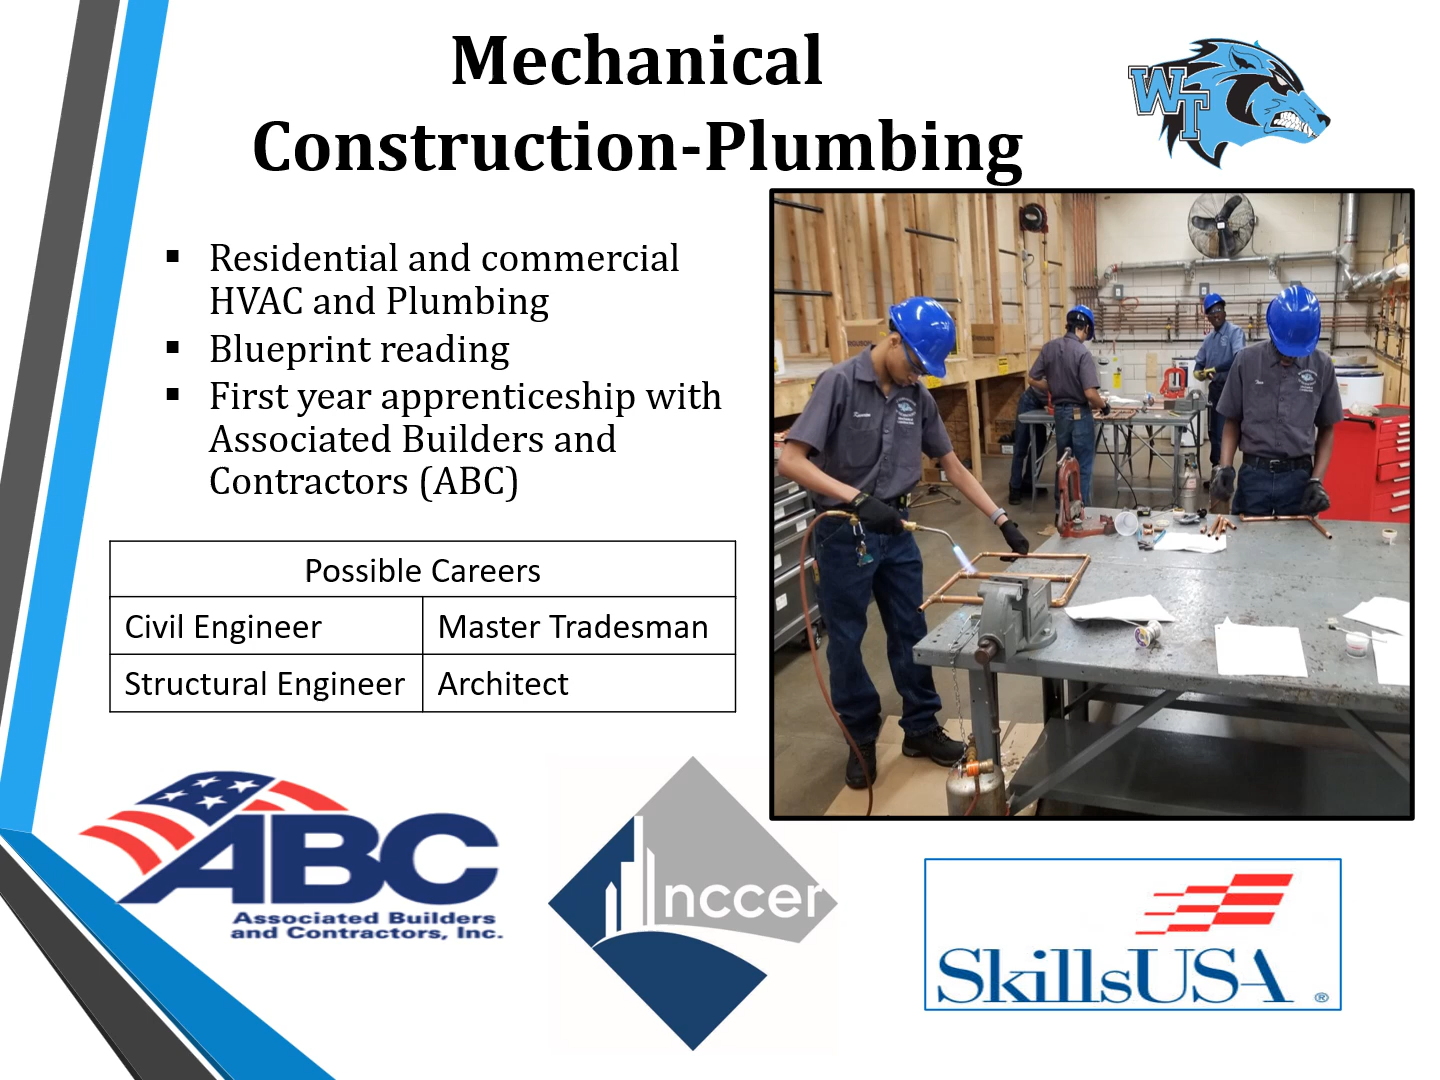 Mechanical
Construction-Plumbing
WT
▪ Residential and commercial
HVAC and Plumbing
▪ Blueprint reading
▪ First year apprenticeship with
Associated Builders and
Contractors (ABC)
Possible Careers
Civil Engineer Master Tradesman
Structural Engineer Architect
ABC
Associated Builders
and Contractors, Inc.
nccer
SkillsUSA ®